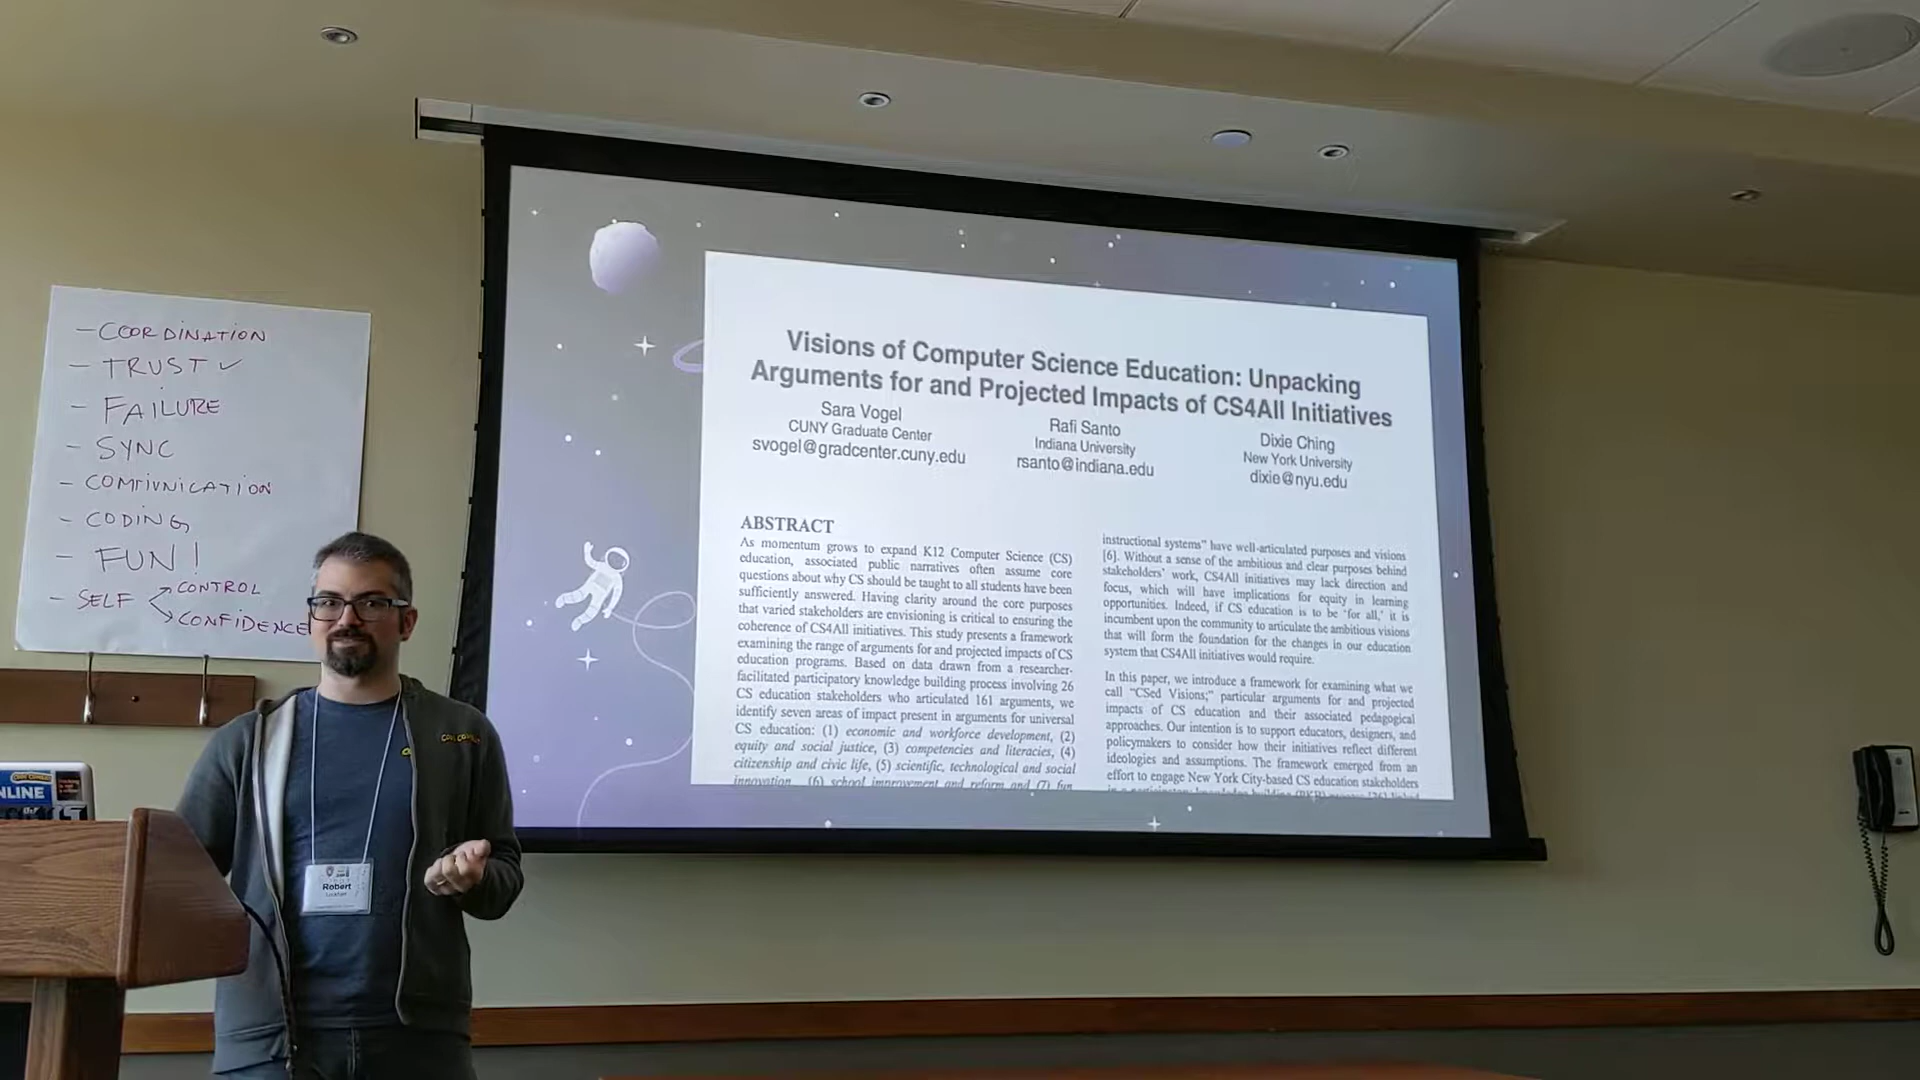 - COORDINATION
- TRUST ✓
- FAILURE
- SYNC
- COMMUNICATION
- CODING
- FUN!
- SELF
CONTROL
CONFIDENCE
Visions of Computer Science Education: Unpacking
Arguments for and Projected Impacts of CS4All Initiatives
Sara Vogel
CUNY Graduate Center
svogel@gradcenter.cuny.edu
Rafi Santo
Indiana University
rsanto@indiana.edu
Dixie Ching
New York University
dixie@nyu.edu
ABSTRACT
As momentum grows to expand K12 Computer Science (CS)
education, associated public narratives often assume core
questions about why CS should be taught to all students have been
sufficiently answered. Having clarity around the core purposes
that varied stakeholders are envisioning is critical to ensuring the
coherence of CS4All initiatives. This study presents a framework
examining the range of arguments for and projected impacts of CS
education programs. Based on data drawn from a researcher-
facilitated participatory knowledge building process involving 26
CS education stakeholders who articulated 161 arguments, we
identify seven areas of impact present in arguments for universal
CS education: (1) economic and workforce development, (2)
equity and social justice, (3) competencies and literacies, (4)
citizenship and civic life, (5) scientific, technological and social
innovation, (6) school improvement and reform and (7) fun
instructional systems" have well-articulated purposes and visions
[6]. Without a sense of the ambitious and clear purposes behind
stakeholders' work, CS4All initiatives may lack direction and
focus, which will have implications for equity in learning
opportunities. Indeed, if CS education is to be 'for all,' it is
incumbent upon the community to articulate the ambitious visions
that will form the foundation for the changes in our education
system that CS4All initiatives would require.
In this paper, we introduce a framework for examining what we
call "CSed Visions;" particular arguments for and projected
impacts of CS education and their associated pedagogical
approaches. Our intention is to support educators, designers, and
policymakers to consider how their initiatives reflect different
ideologies and assumptions. The framework emerged from an
effort to engage New York City-based CS education stakeholders
in a participatory knowledge building (PKB)
NLINE
Robert